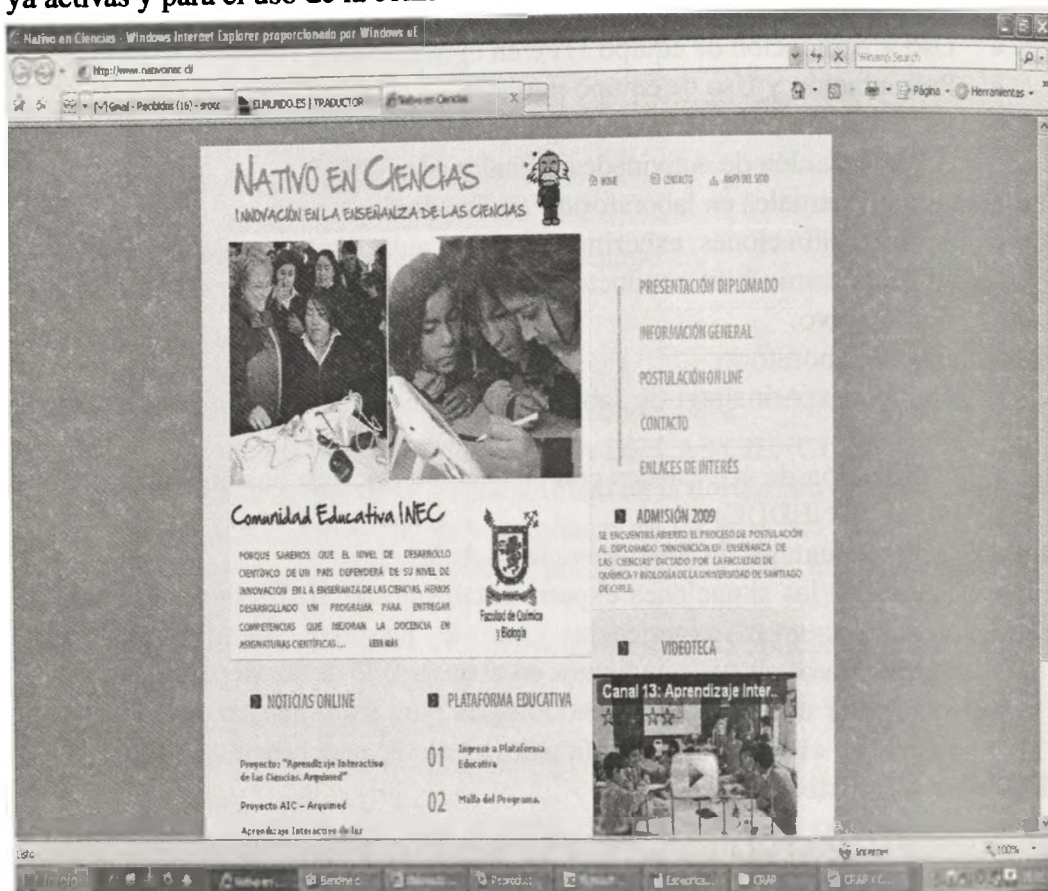 ya activas y para el uso de la
Nativo en Ciencias - Windows Internet Explorer proporcionado por Windows uE
http://www.nativoinec.cl/
Winamp Search
Gmail - Recibidos (16) -
ELMUNDO.ES | TRADUCTOR
Nativo en Ciencias
Página
Herramientas
NATIVO EN CIENCIAS
INNOVACIÓN EN LA ENSEÑANZA DE LAS CIENCIAS
HOME
CONTACTO
MAPA DEL SITIO
PRESENTACIÓN DIPLOMADO
INFORMACIÓN GENERAL
POSTULACIÓN ON LINE
CONTACTO
ENLACES DE INTERÉS
Comunidad Educativa INEC
PORQUE SABEMOS QUE EL NIVEL DE DESARROLLO
CIENTÍFICO DE UN PAÍS DEPENDERÁ DE SU NIVEL DE
INNOVACIÓN EN LA ENSEÑANZA DE LAS CIENCIAS, HEMOS
DESARROLLADO UN PROGRAMA PARA ENTREGAR
COMPETENCIAS QUE MEJORAN LA DOCENCIA EN
ASIGNATURAS CIENTÍFICAS... LEER MÁS
Facultad de Química
y Biología
ADMISIÓN 2009
SE ENCUENTRA ABIERTO EL PROCESO DE POSTULACIÓN
AL DIPLOMADO "INNOVACIÓN EN ENSEÑANZA DE
LAS CIENCIAS" DICTADO POR LA FACULTAD DE
QUÍMICA Y BIOLOGÍA DE LA UNIVERSIDAD DE SANTIAGO
DE CHILE.
VIDEOTECA
Canal 13: Aprendizaje Inter..
NOTICIAS ONLINE
Proyecto: "Aprendizaje Interactivo
de las Ciencias. Arquimed"
Proyecto AIC - Arquimed
Aprendizaje Interactivo de las
PLATAFORMA EDUCATIVA
01 Ingreso a Plataforma
Educativa
02 Malla del Programa.
Listo
Internet
100%
Inicio
CRAP
CRAP